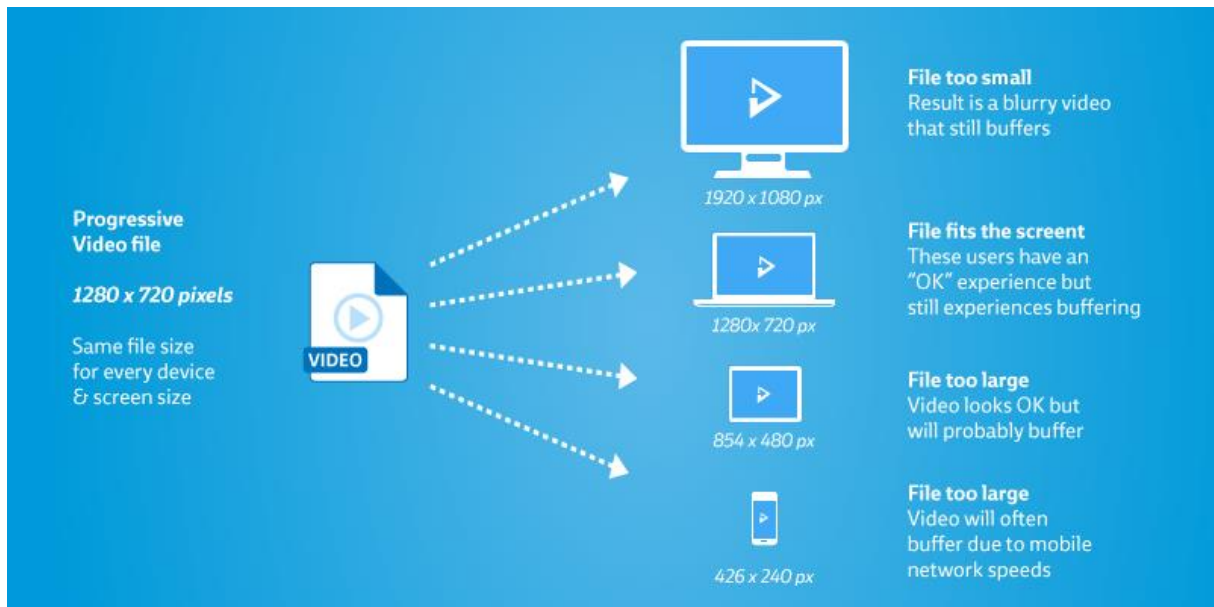 Progressive
Video file
1280 x 720 pixels
Same file size
for every device
& screen size
VIDEO
1920 x 1080 px
File too small
Result is a blurry video
that still buffers
1280x 720 px
File fits the screent
These users have an
"OK" experience but
still experiences buffering
854 x 480 px
File too large
Video looks OK but
will probably buffer
426 x 240 px
File too large
Video will often
buffer due to mobile
network speeds